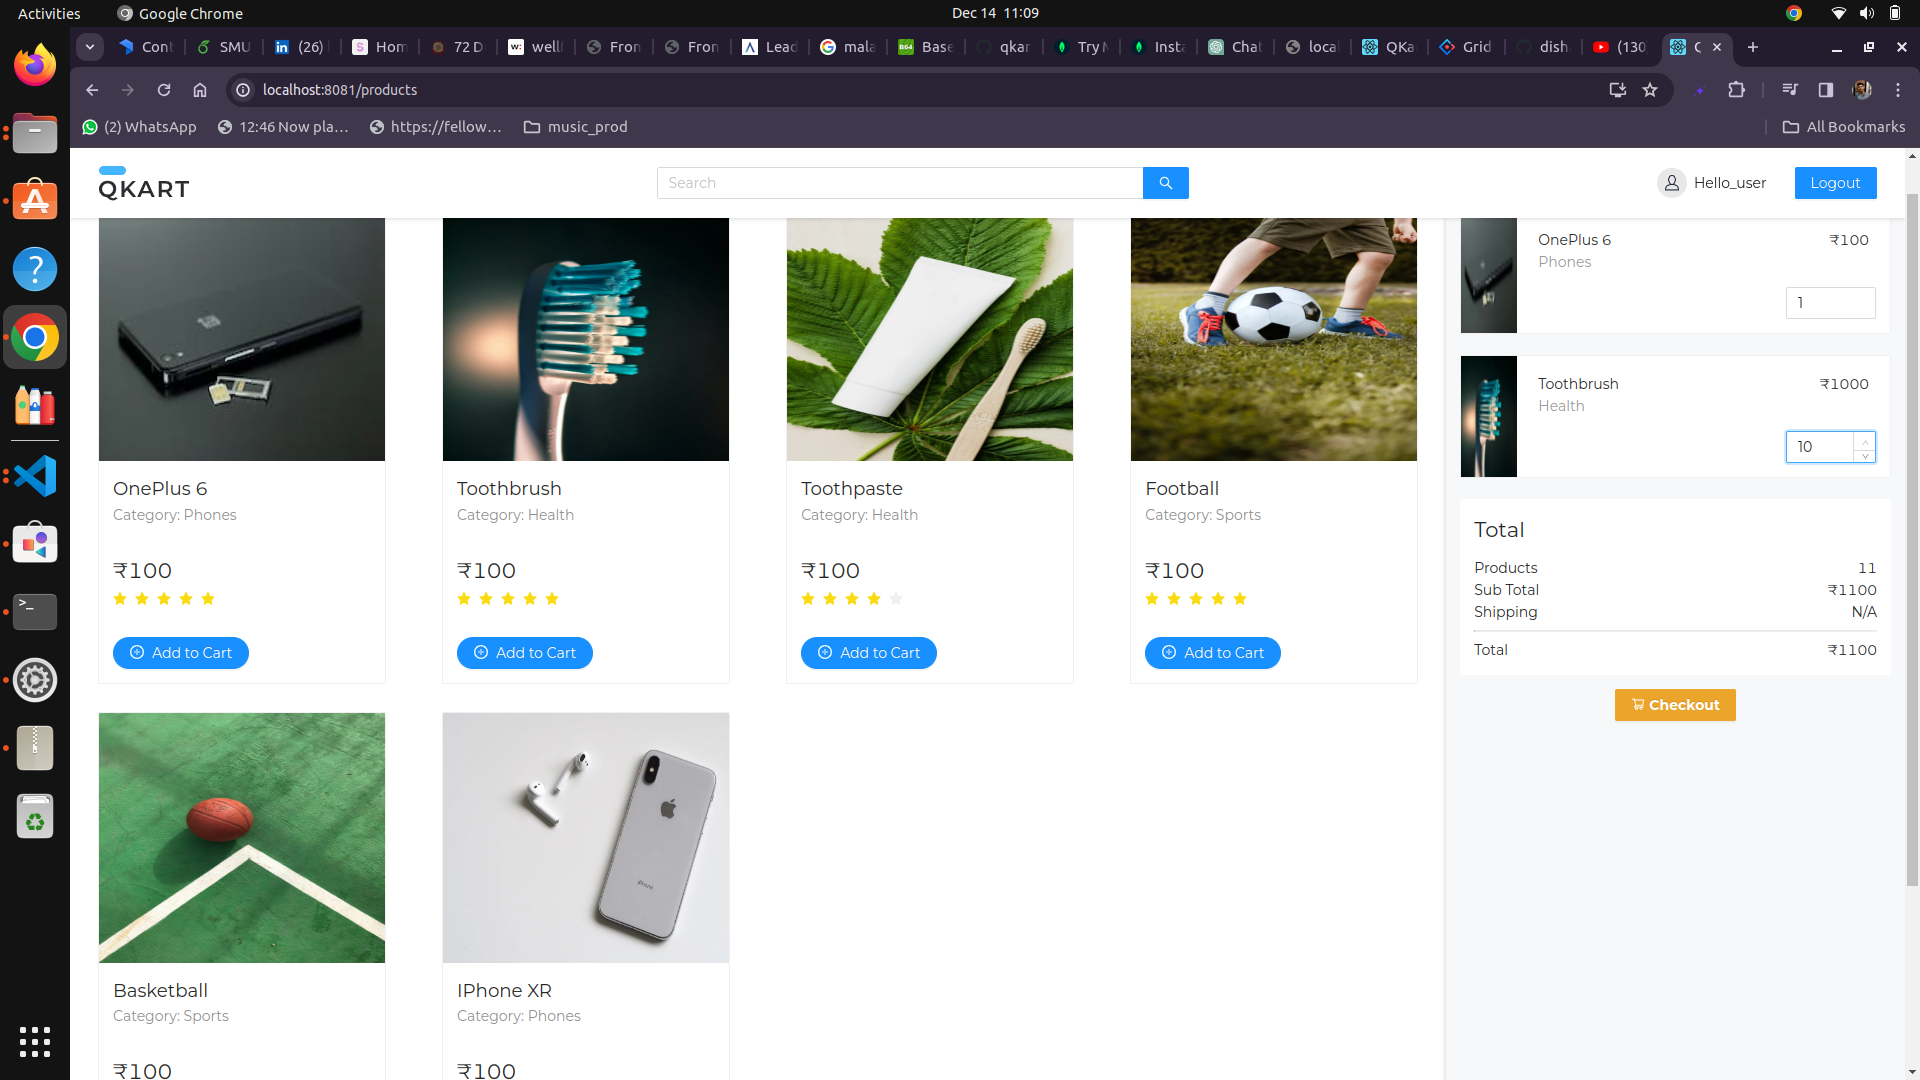 Activities
Google Chrome
Dec 14 11:09
Cont
SMU
(26)
Hom
72 D
well
Fron
Fron
Lead
mala
Base
qkar
Try
Insta
Chat
loca
QKa
Grid
dish
(130
localhost:8081/products
(2) WhatsApp
12:46 Now pla...
https://fellow...
music_prod
All Bookmarks
QKART
Search
Hello_user
Logout
OnePlus 6
Category: Phones
₹100
Add to Cart
Toothbrush
Category: Health
₹100
Add to Cart
Toothpaste
Category: Health
₹100
Add to Cart
Football
Category: Sports
₹100
Add to Cart
Basketball
Category: Sports
₹100
IPhone XR
Category: Phones
₹100
OnePlus 6 ₹100
Phones
1
Toothbrush ₹1000
Health
10
Total
Products 11
Sub Total ₹1100
Shipping N/A
Total ₹1100
Checkout